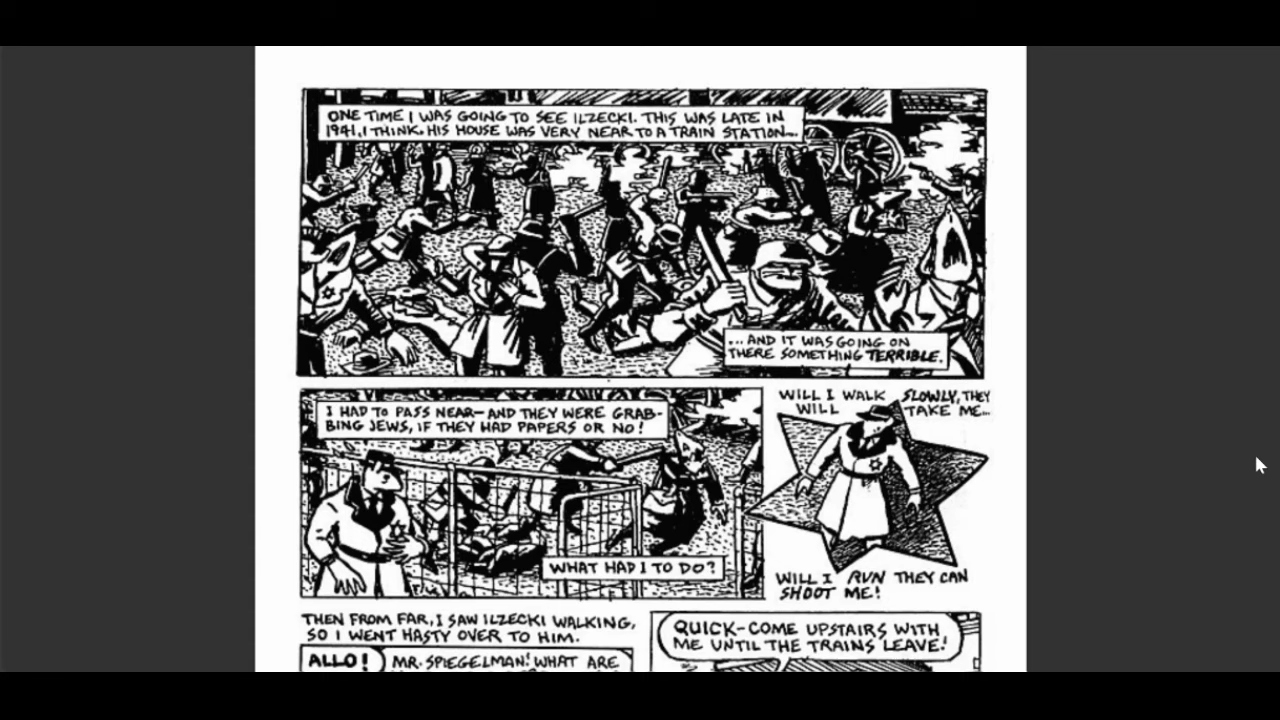 ONE TIME I WAS GOING TO SEE ILZECKI. THIS WAS LATE IN
1941, I THINK. HIS HOUSE WAS VERY NEAR TO A TRAIN STATION...
...AND IT WAS GOING ON
THERE SOMETHING TERRIBLE.
I HAD TO PASS NEAR—AND THEY WERE GRAB-
BING JEWS, IF THEY HAD PAPERS OR NO!
WHAT HAD I TO DO?
WILL I WALK SLOWLY, THEY
WILL TAKE ME...
WILL I RUN THEY CAN
SHOOT ME!
THEN FROM FAR, I SAW ILZECKI WALKING,
SO I WENT HASTY OVER TO HIM.
ALLO!
MR. SPIEGELMAN! WHAT ARE
QUICK—COME UPSTAIRS WITH
ME UNTIL THE TRAINS LEAVE!